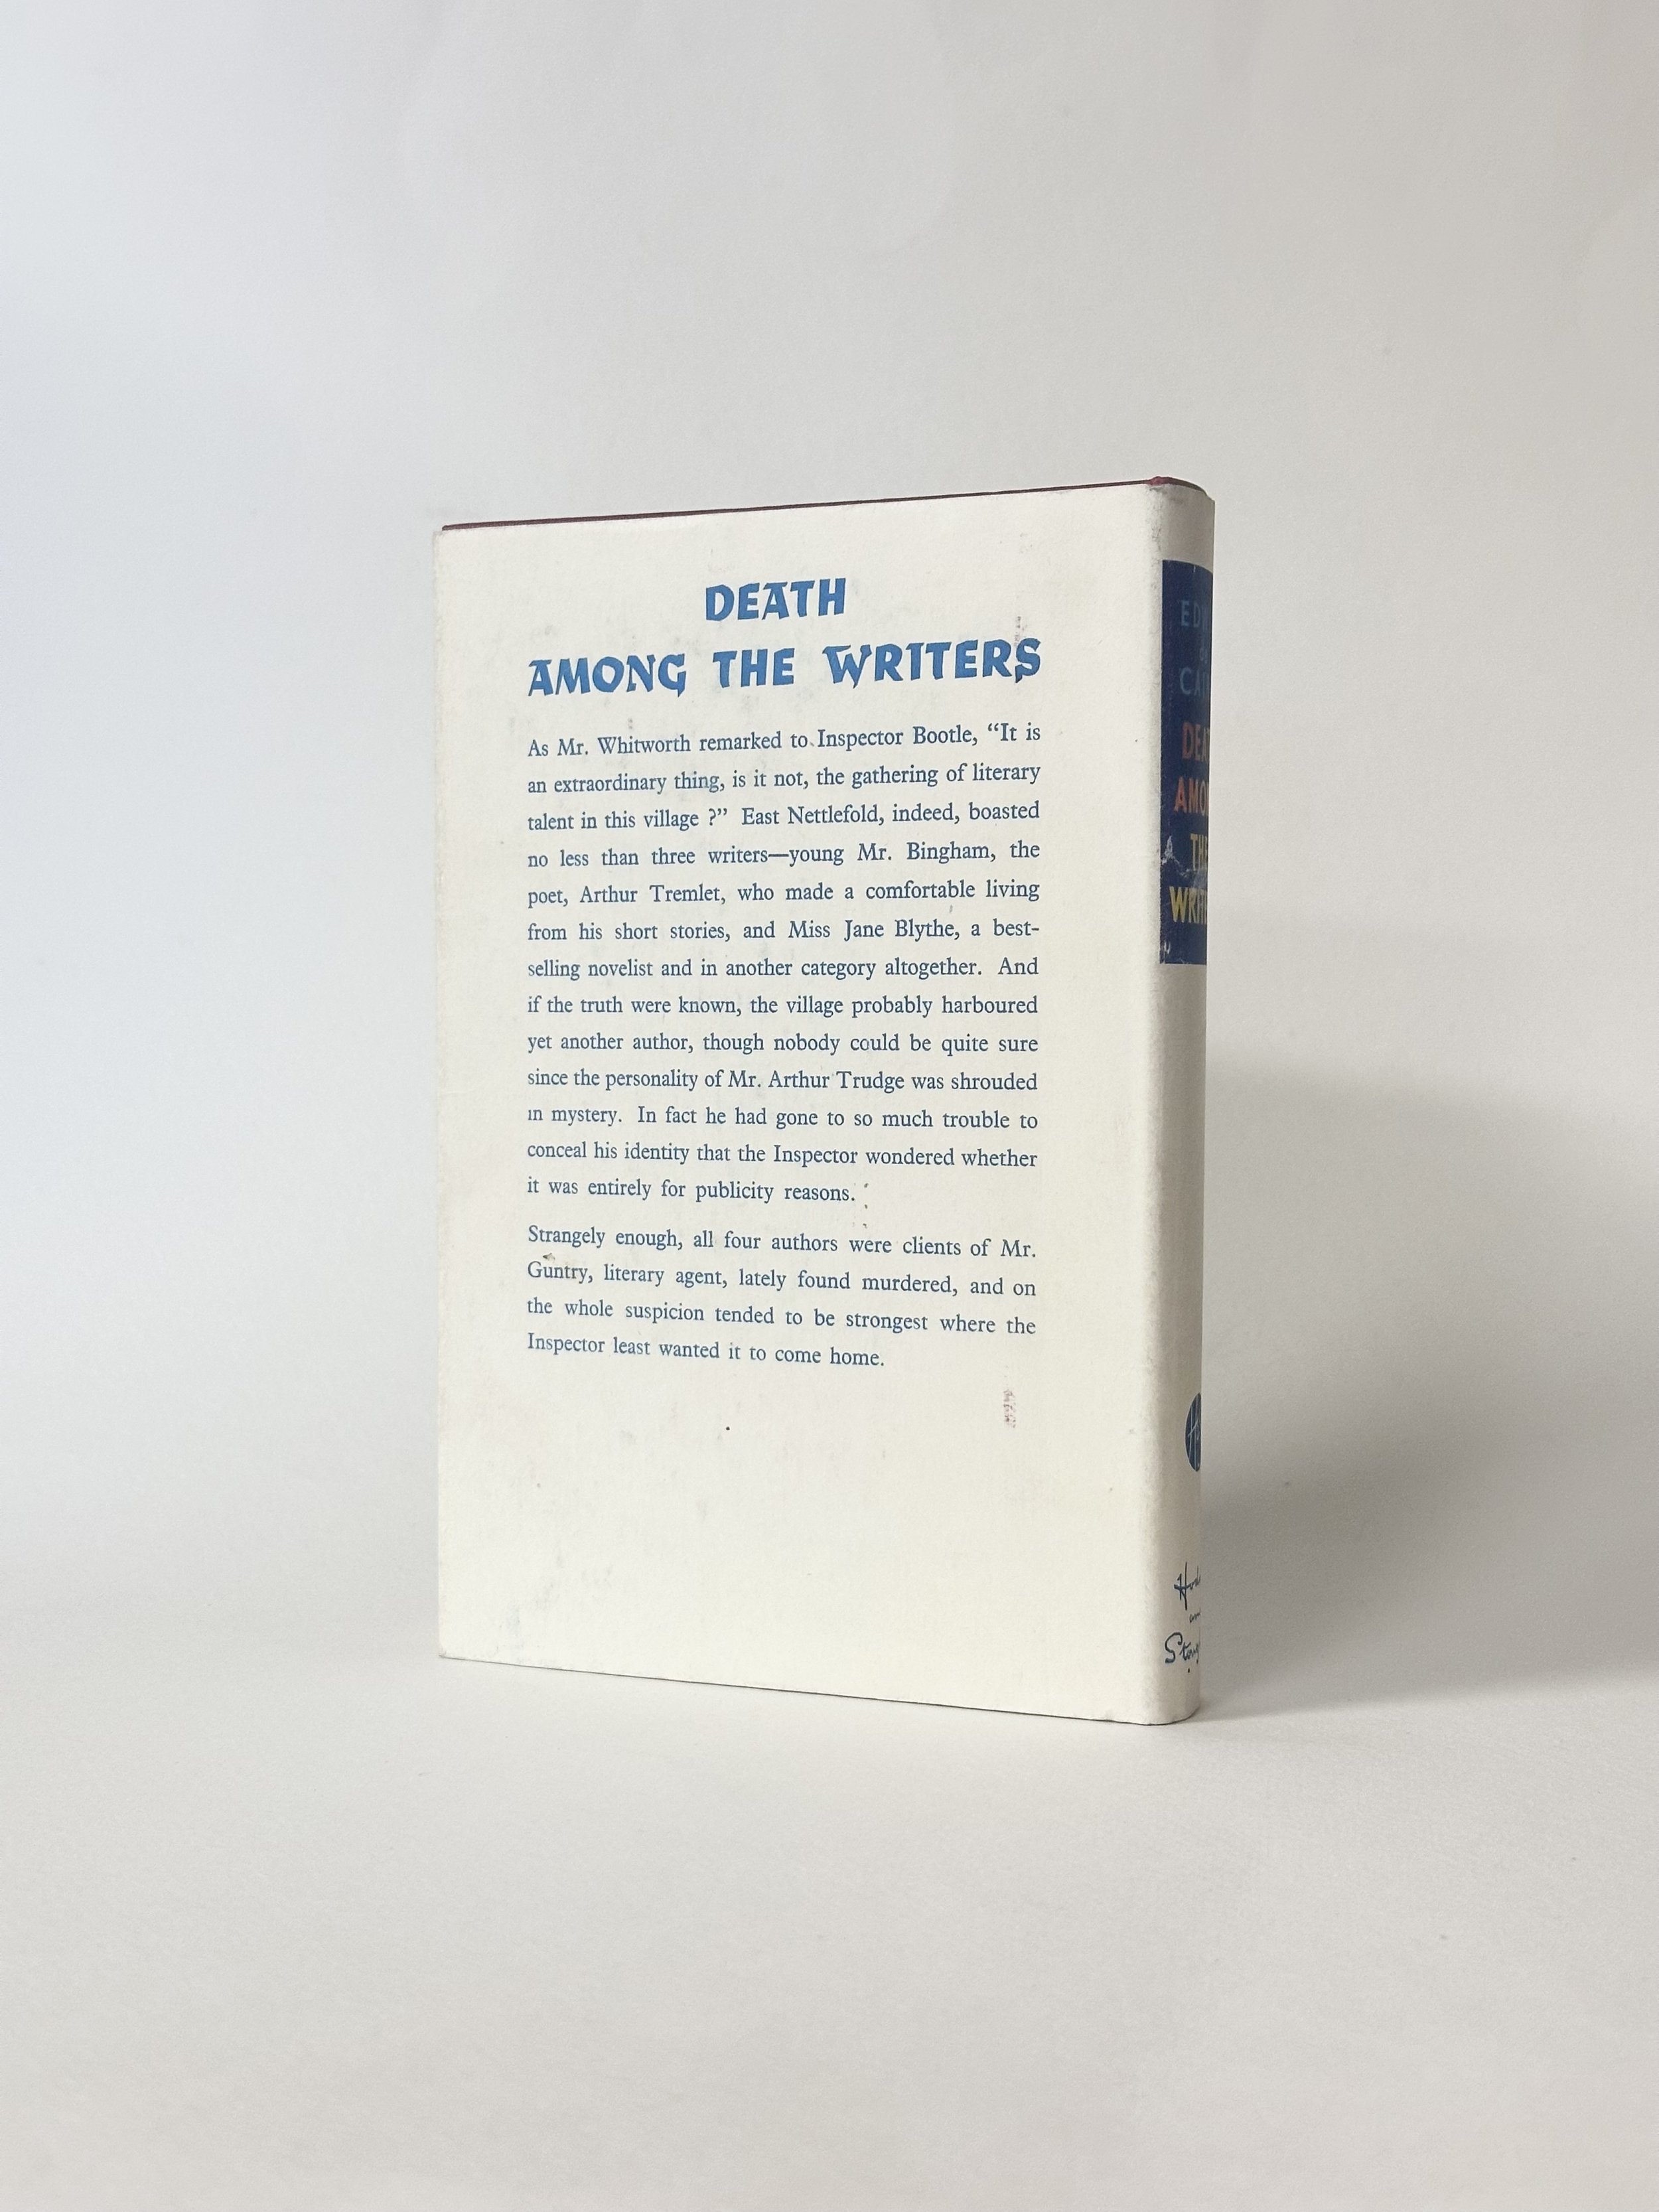 DEATH
AMONG THE WRITERS
As Mr. Whitworth remarked to Inspector Bootle, “It is
an extraordinary thing, is it not, the gathering of literary
talent in this village ?” East Nettlefold, indeed, boasted
no less than three writers—young Mr. Bingham, the
poet, Arthur Tremlet, who made a comfortable living
from his short stories, and Miss Jane Blythe, a best-
selling novelist and in another category altogether. And
if the truth were known, the village probably harboured
yet another author, though nobody could be quite sure
since the personality of Mr. Arthur Trudge was shrouded
in mystery. In fact he had gone to so much trouble to
conceal his identity that the Inspector wondered whether
it was entirely for publicity reasons.
Strangely enough, all four authors were clients of Mr.
Guntry, literary agent, lately found murdered, and on
the whole suspicion tended to be strongest where the
Inspector least wanted it to come home.
THE